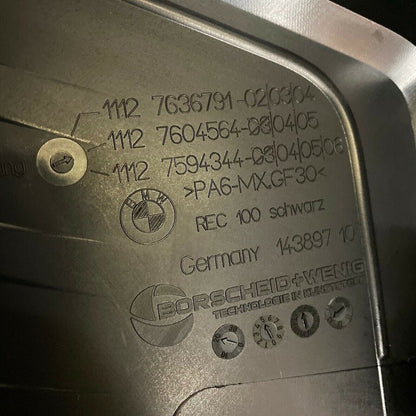 1112 7636791-02/03/04
1112 7604564-03/04/05
1112 7594344-03/04/05/06
>PA6-MX.GF30<
BMW
REC 100 schwarz
Germany 143897 10
BORSCHEID+WENIG
TECHNOLOGIE IN KUNSTSTOFF